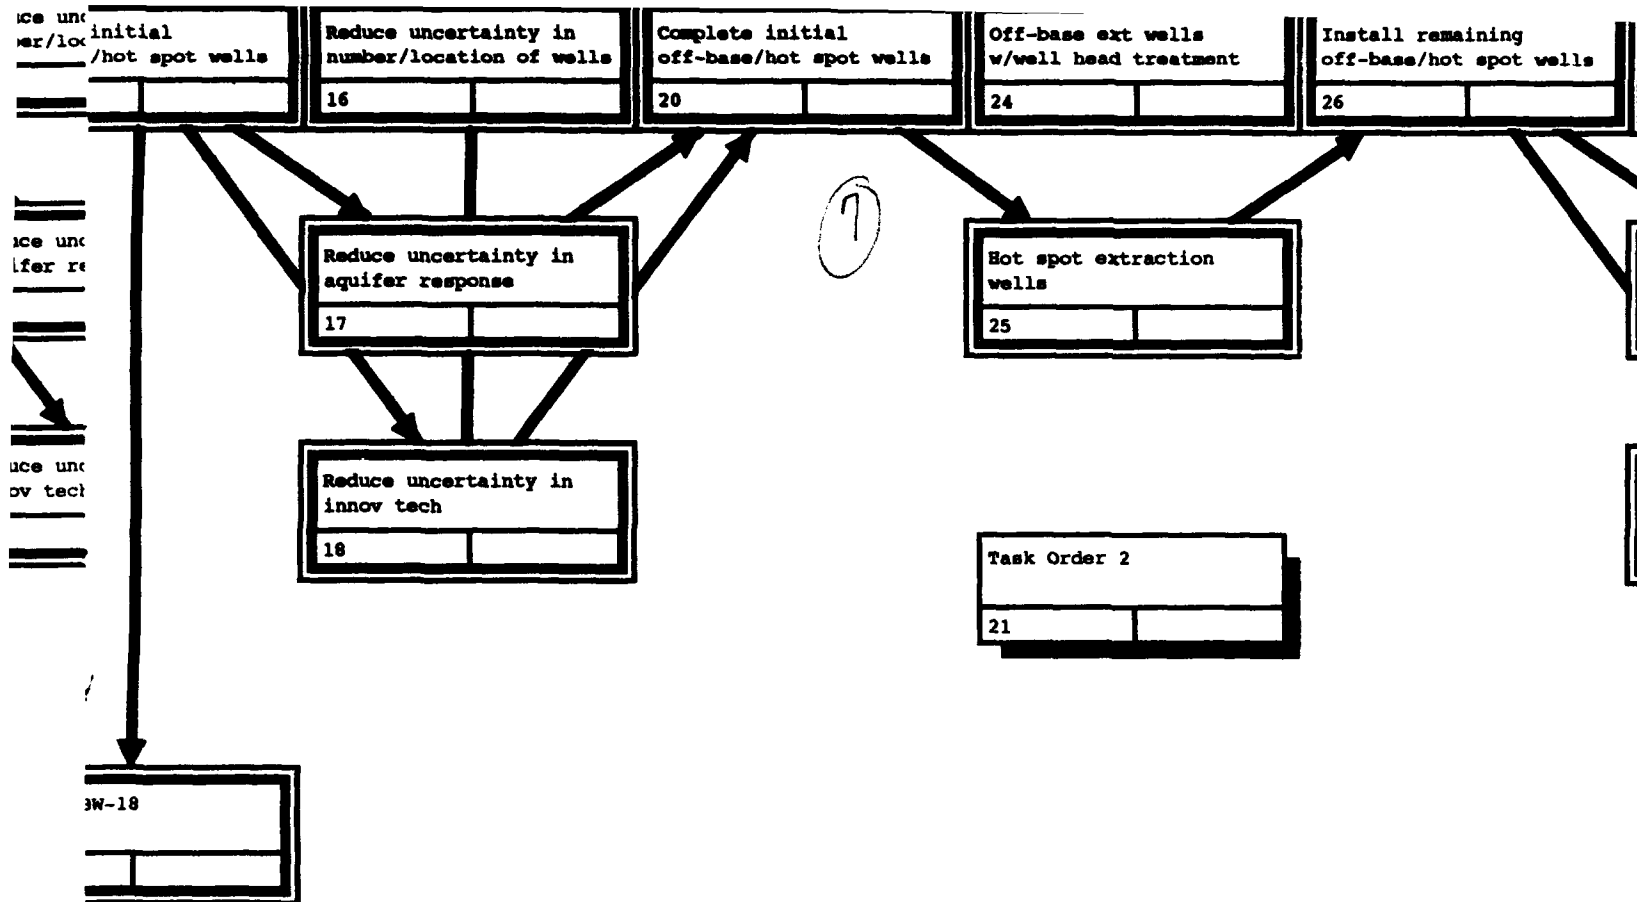 initial
/hot spot wells
Reduce uncertainty in
number/location of wells
16
Complete initial
off-base/hot spot wells
20
Off-base ext wells
w/well head treatment
24
Install remaining
off-base/hot spot wells
26
Reduce uncertainty in
aquifer response
17
7
Hot spot extraction
wells
25
Reduce uncertainty in
innov tech
18
Task Order 2
21
W-18